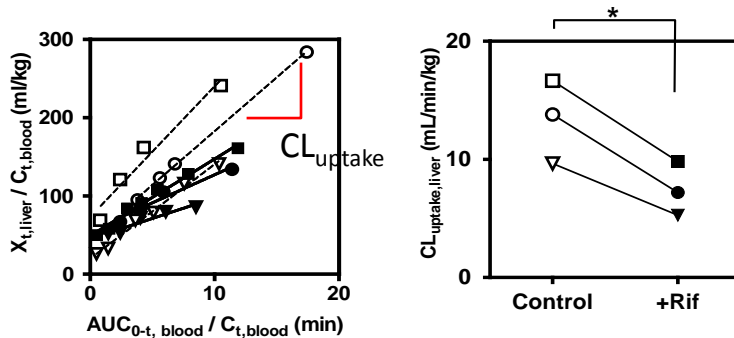 X_t,liver / C_t,blood (ml/kg)
300
200
100
0
0
10
20
AUC_0-t, blood / C_t,blood (min)
CL_uptake
*
CL_uptake,liver (mL/min/kg)
20
10
0
Control
+Rif